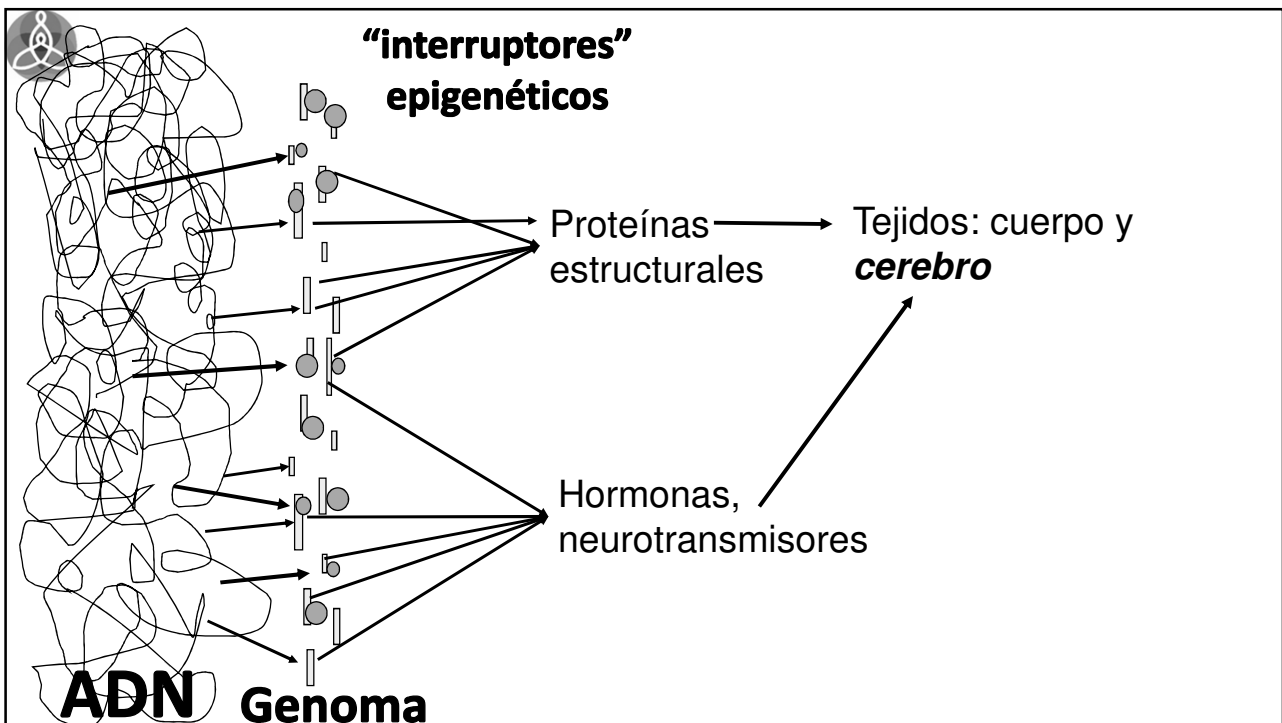 “interruptores”
epigenéticos
Proteínas
estructurales
Tejidos: cuerpo y
cerebro
Hormonas,
neurotransmisores
ADN
Genoma